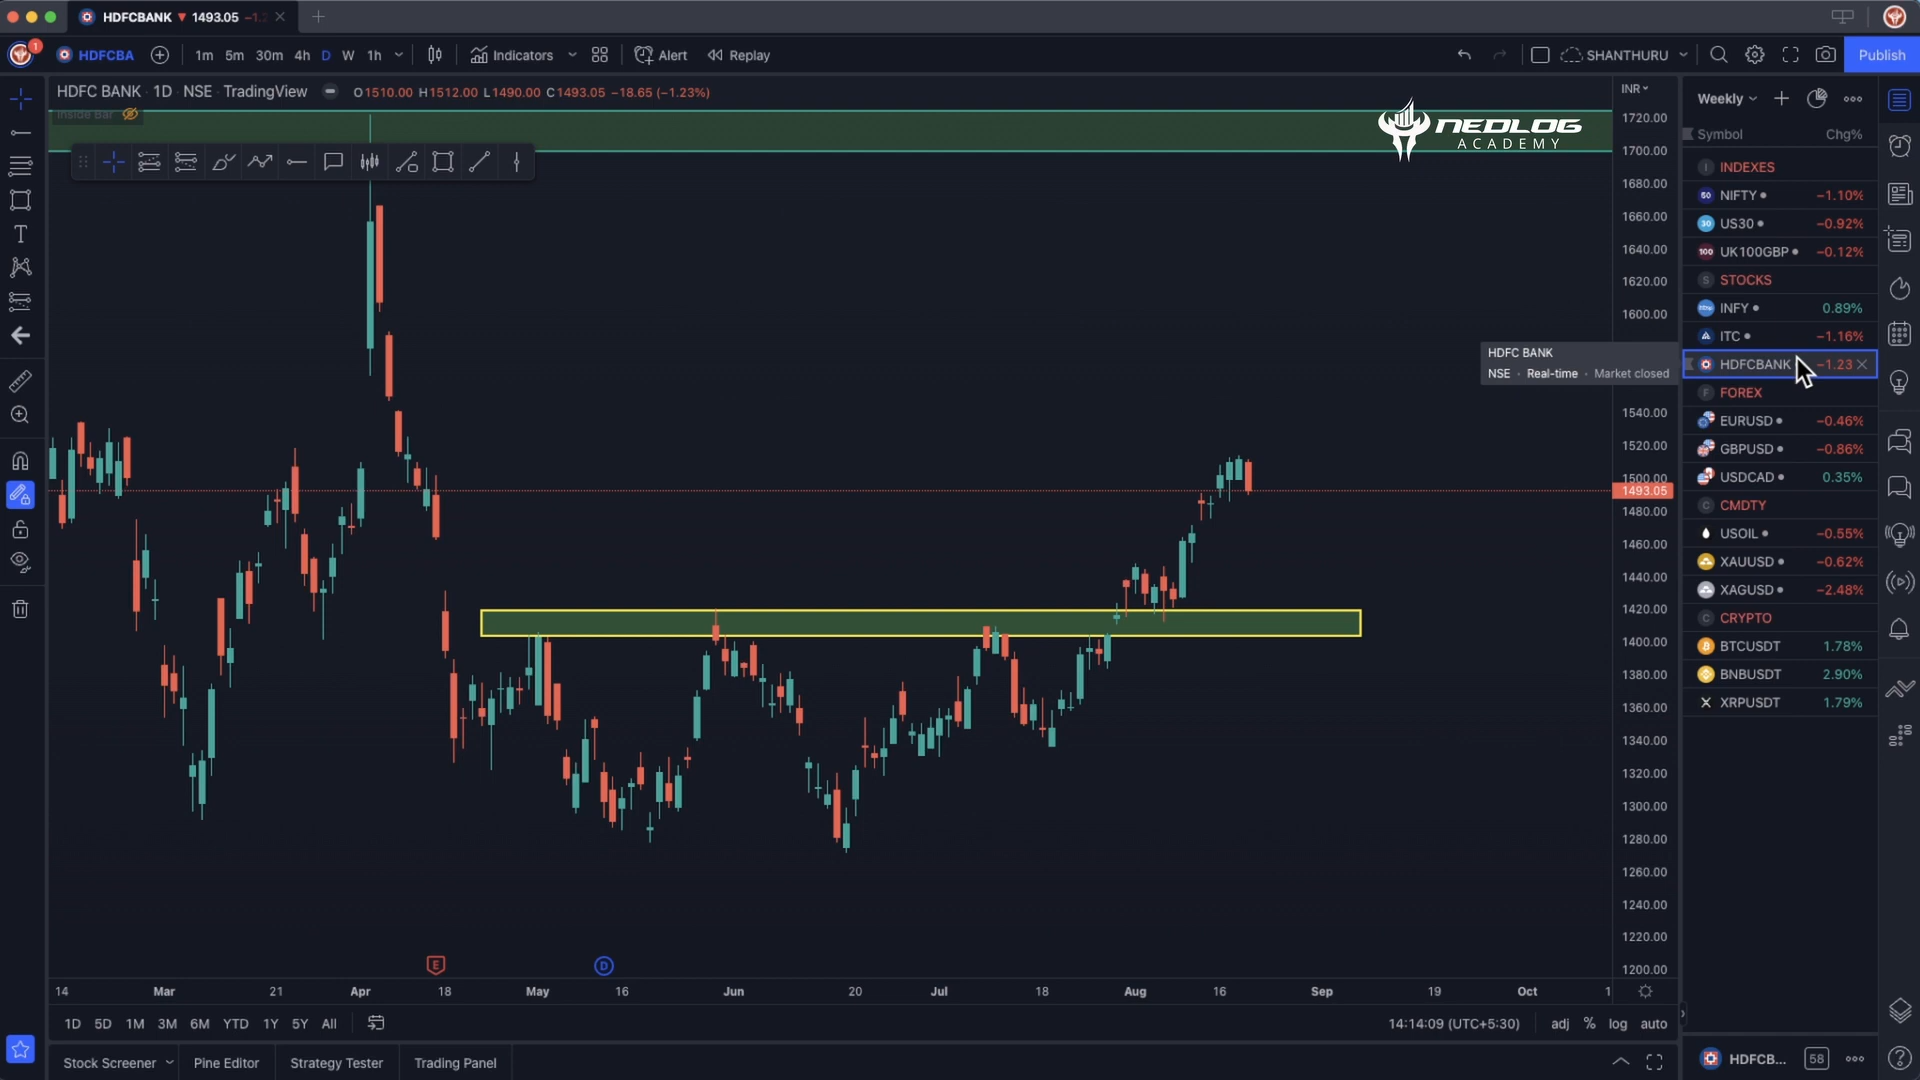 HDFCBANK ▼ 1493.05 −1.2
1 HDFCBA 1m 5m 30m 4h D W 1h Indicators Alert Replay SHANTHURU Publish
HDFC BANK · 1D · NSE · TradingView O1510.00 H1512.00 L1490.00 C1493.05 −18.65 (−1.23%)
Inside Bar
NEOLOG
ACADEMY
INR
1720.00
1700.00
1680.00
1660.00
1640.00
1620.00
1600.00
1540.00
1520.00
1500.00
1493.05
1480.00
1460.00
1440.00
1420.00
1400.00
1380.00
1360.00
1340.00
1320.00
1300.00
1280.00
1260.00
1240.00
1220.00
1200.00
HDFC BANK
NSE · Real-time · Market closed
Weekly
Symbol Chg%
I INDEXES
50 NIFTY −1.10%
30 US30 −0.92%
100 UK100GBP −0.12%
S STOCKS
INFY 0.89%
ITC −1.16%
HDFCBANK −1.23
F FOREX
EURUSD −0.46%
GBPUSD −0.86%
USDCAD 0.35%
C CMDTY
USOIL −0.55%
XAUUSD −0.62%
XAGUSD −2.48%
C CRYPTO
BTCUSDT 1.78%
BNBUSDT 2.90%
XRPUSDT 1.79%
E D
14 Mar 21 Apr 18 May 16 Jun 20 Jul 18 Aug 16 Sep 19 Oct 1
1D 5D 1M 3M 6M YTD 1Y 5Y All 14:14:09 (UTC+5:30) adj % log auto
Stock Screener Pine Editor Strategy Tester Trading Panel
HDFCB... 58